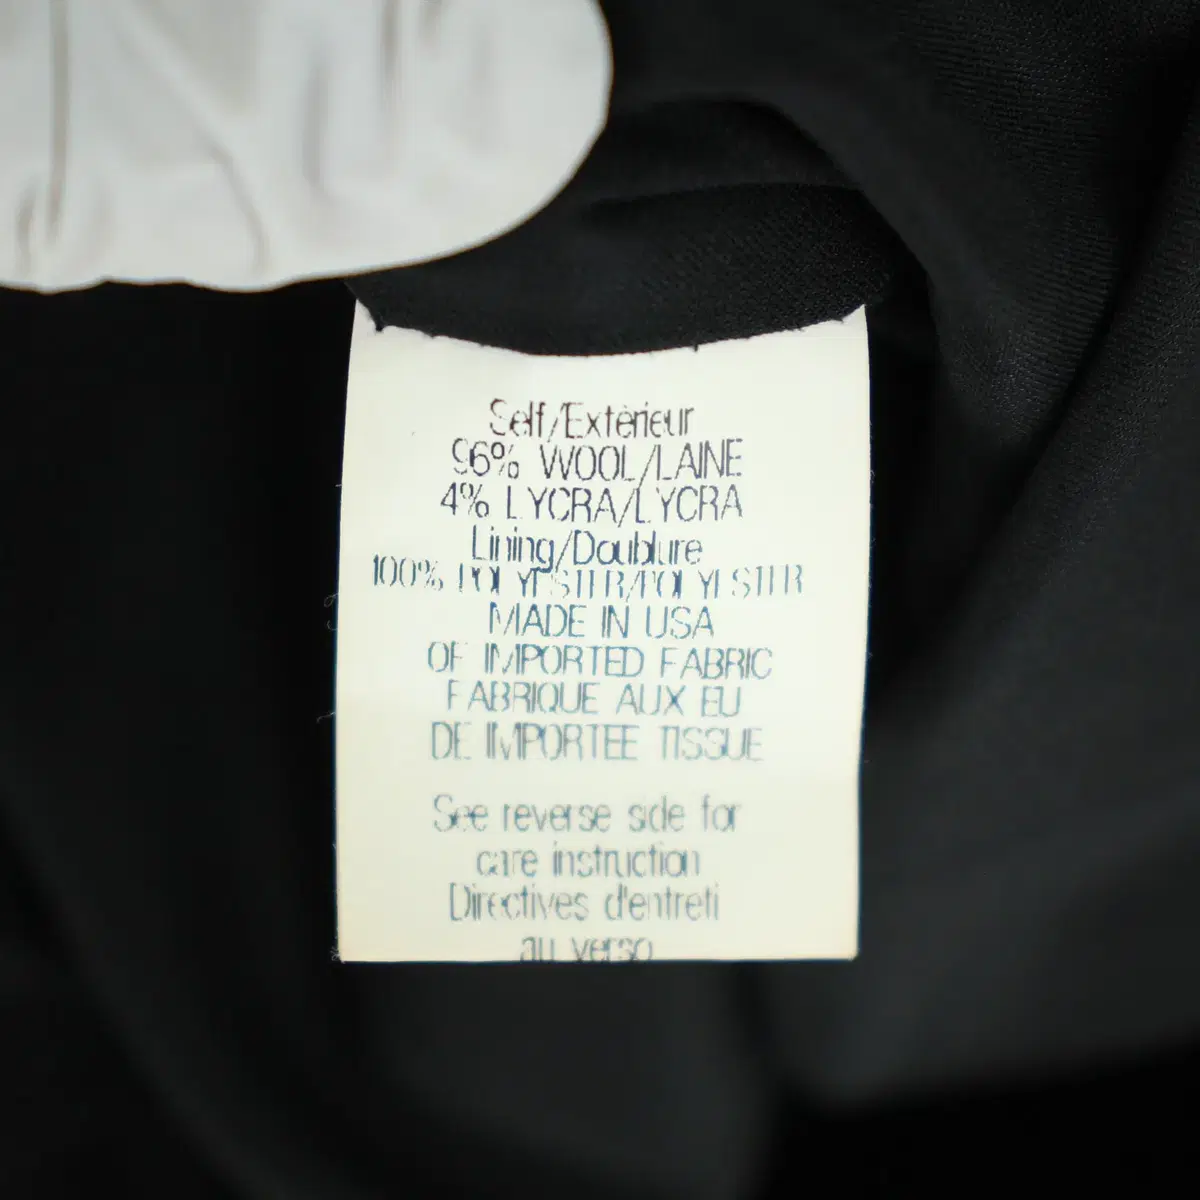 Self/Extèrieur
96% WOOL/LAINE
4% LYCRA/LYCRA
Lining/Doublure
100% POLYESTER/POLYESTER
MADE IN USA
OF IMPORTED FABRIC
FABRIQUE AUX EU
DE IMPORTEE TISSUE
See reverse side for
care instruction
Directives d'entreti
au verso